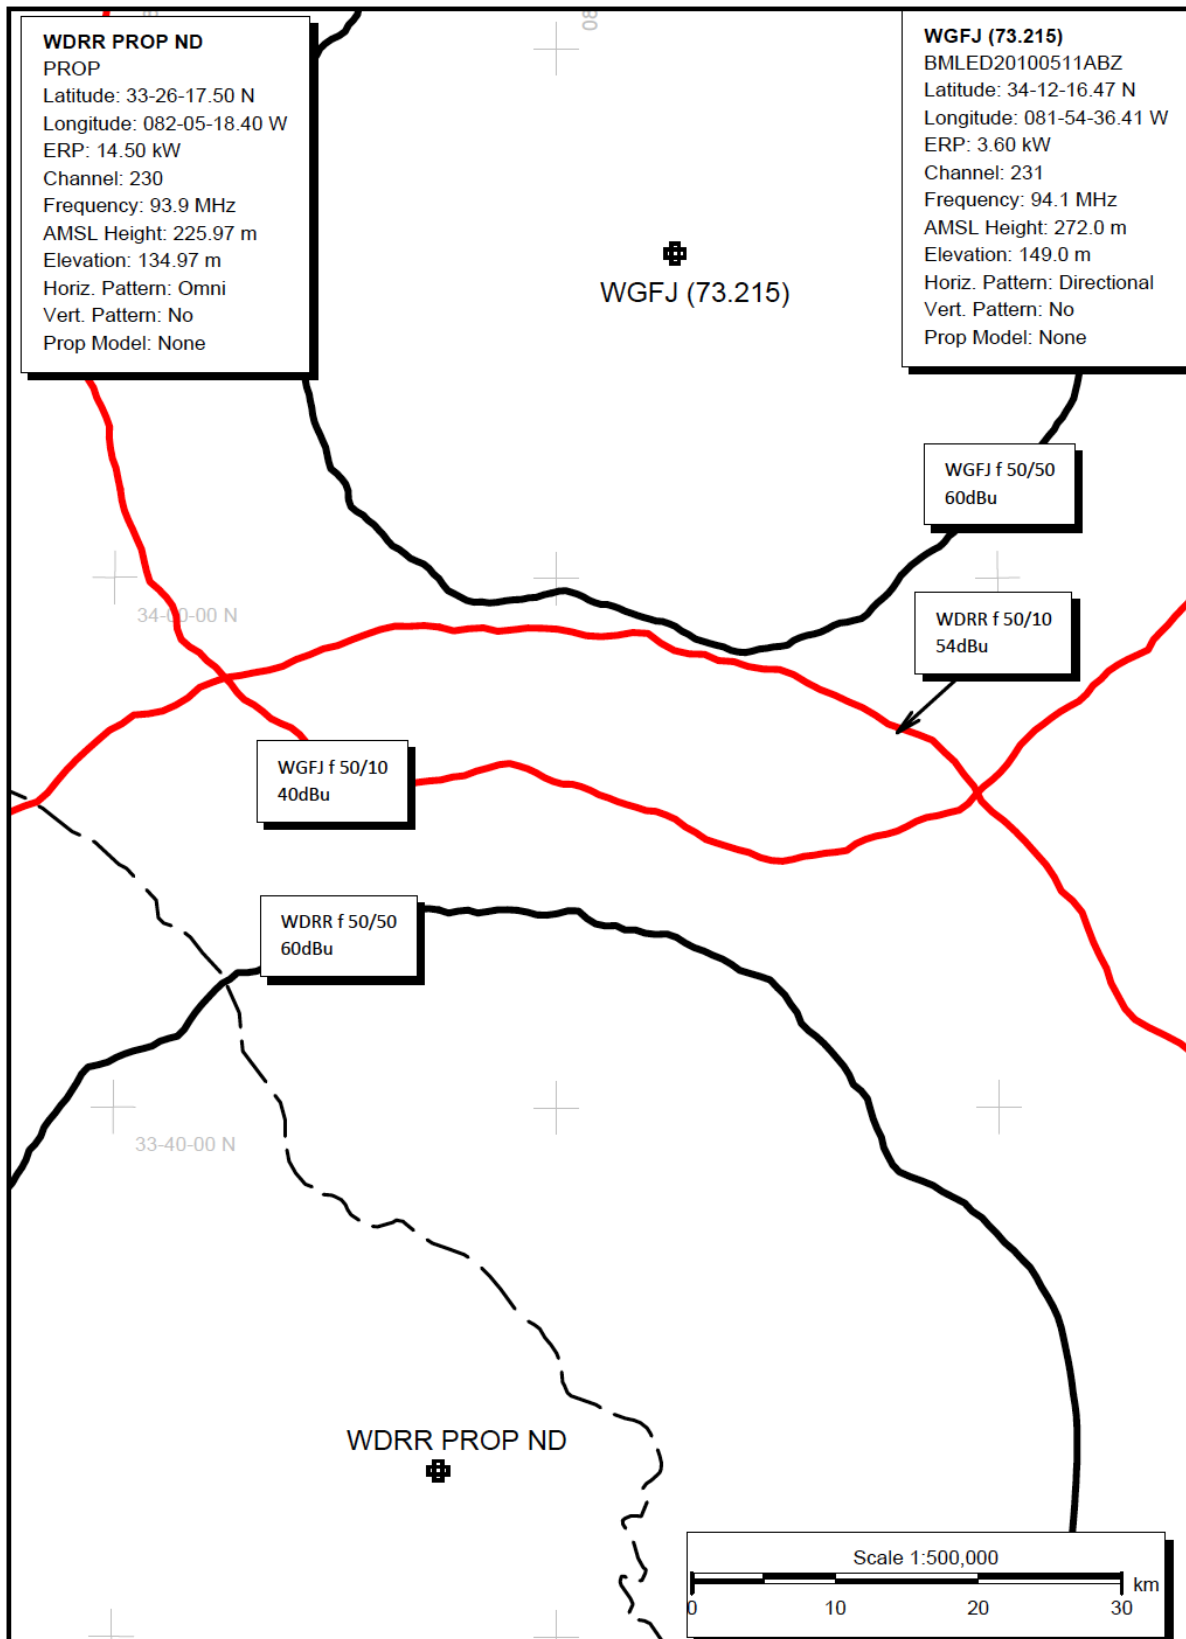 WDRR PROP ND
PROP
Latitude: 33-26-17.50 N
Longitude: 082-05-18.40 W
ERP: 14.50 kW
Channel: 230
Frequency: 93.9 MHz
AMSL Height: 225.97 m
Elevation: 134.97 m
Horiz. Pattern: Omni
Vert. Pattern: No
Prop Model: None
08
WGFJ (73.215)
BMLED20100511ABZ
Latitude: 34-12-16.47 N
Longitude: 081-54-36.41 W
ERP: 3.60 kW
Channel: 231
Frequency: 94.1 MHz
AMSL Height: 272.0 m
Elevation: 149.0 m
Horiz. Pattern: Directional
Vert. Pattern: No
Prop Model: None
WGFJ (73.215)
WGFJ f 50/50
60dBu
34-00-00 N
WDRR f 50/10
54dBu
WGFJ f 50/10
40dBu
WDRR f 50/50
60dBu
33-40-00 N
WDRR PROP ND
Scale 1:500,000
km
0 10 20 30